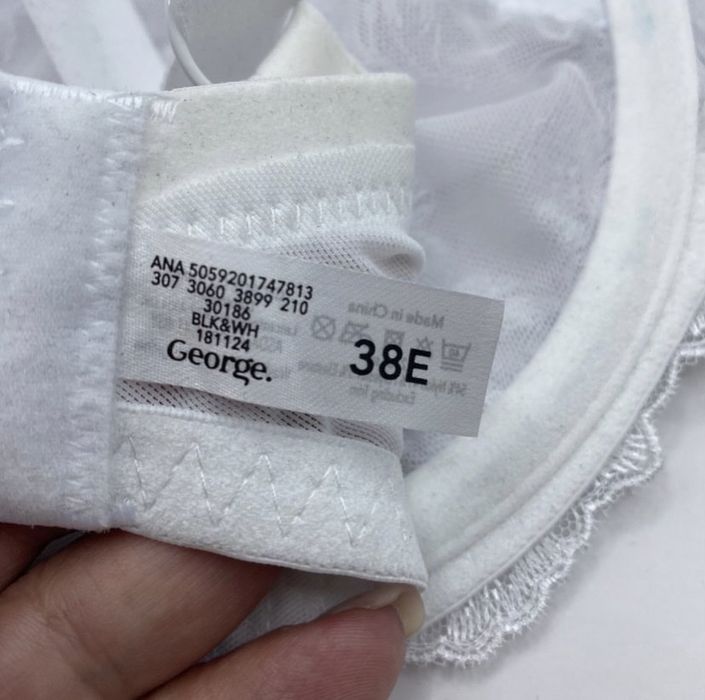 ANA 5059201747813
307 3060 3899 210
30186
BLK&WH
181124
George.
38E
Made in China